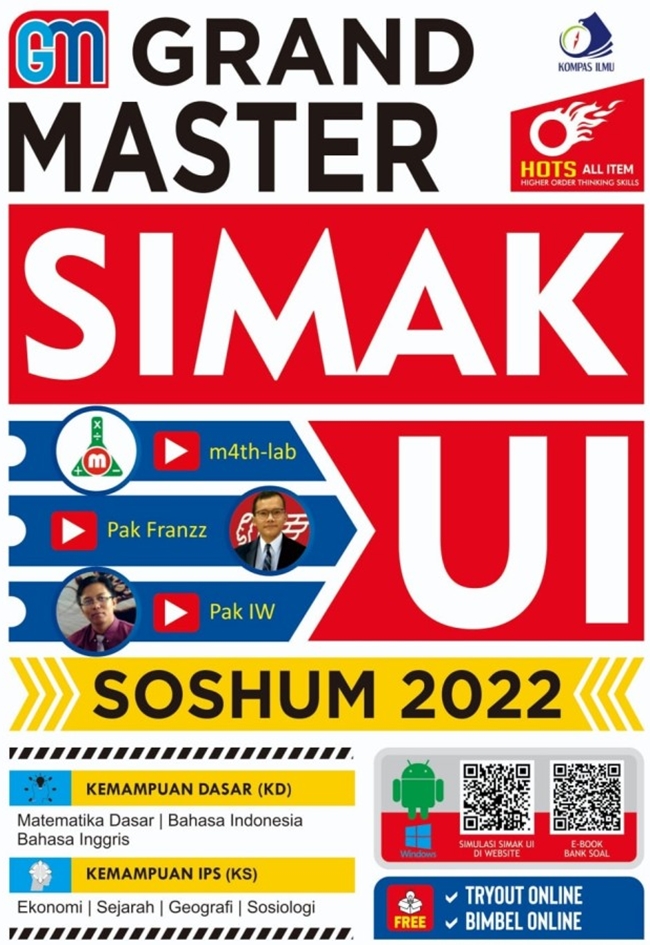 GM GRAND
MASTER
KOMPAS ILMU
HOTS ALL ITEM
HIGHER ORDER THINKING SKILLS
SIMAK
UI
m4th-lab
Pak Franzz
Pak IW
SOSHUM 2022
KEMAMPUAN DASAR (KD)
Matematika Dasar | Bahasa Indonesia
Bahasa Inggris
KEMAMPUAN IPS (KS)
Ekonomi | Sejarah | Geografi | Sosiologi
Windows
SIMULASI SIMAK UI
DI WEBSITE
E-BOOK
BANK SOAL
FREE
TRYOUT ONLINE
BIMBEL ONLINE